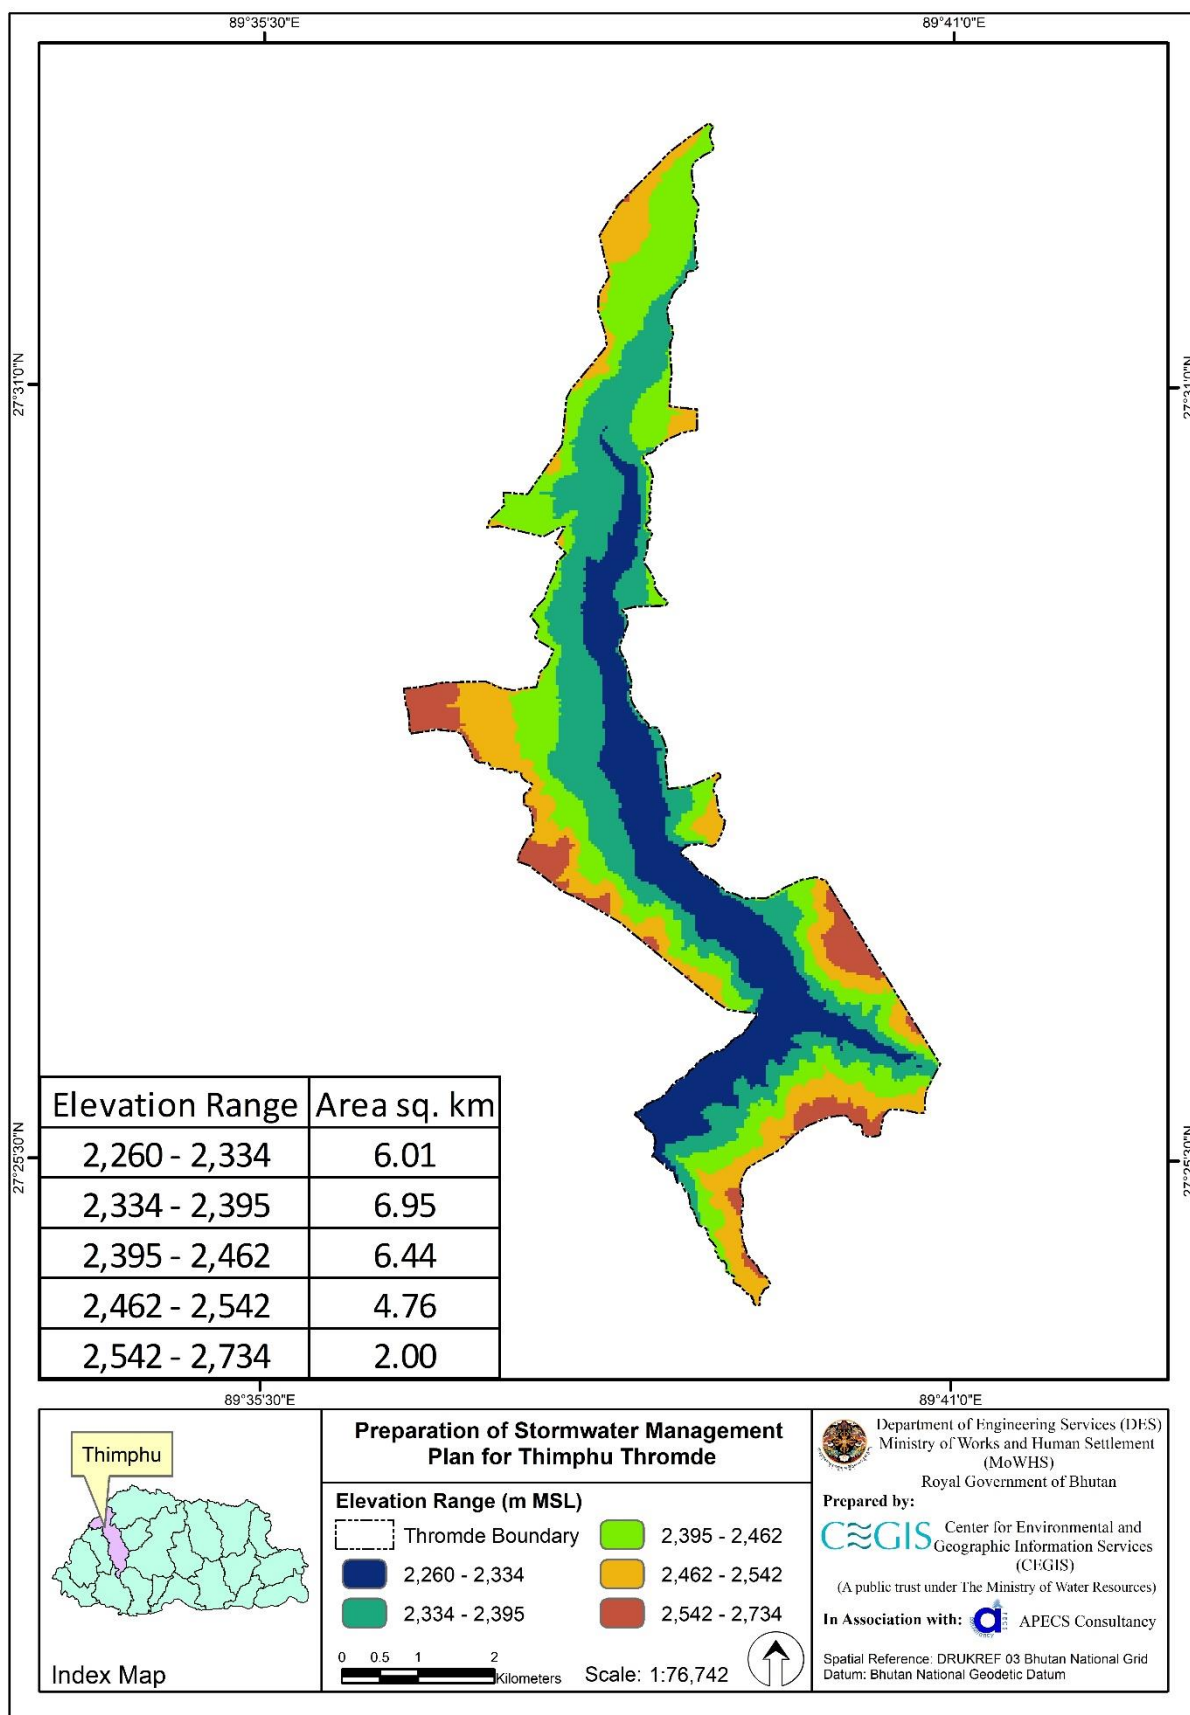 89°35'30"E
89°41'0"E
27°31'0"N
27°31'0"N
Elevation Range Area sq. km
2,260 - 2,334 6.01
2,334 - 2,395 6.95
2,395 - 2,462 6.44
2,462 - 2,542 4.76
2,542 - 2,734 2.00
27°25'30"N
27°25'30"N
89°35'30"E
89°41'0"E
Thimphu
Index Map
Preparation of Stormwater Management
Plan for Thimphu Thromde
Elevation Range (m MSL)
Thromde Boundary
2,260 - 2,334
2,334 - 2,395
2,395 - 2,462
2,462 - 2,542
2,542 - 2,734
0 0.5 1 2
Kilometers
Scale: 1:76,742
Department of Engineering Services (DES)
Ministry of Works and Human Settlement
(MoWHS)
Royal Government of Bhutan
Prepared by:
CEGIS
Center for Environmental and
Geographic Information Services
(CEGIS)
(A public trust under The Ministry of Water Resources)
In Association with:
APECS Consultancy
Spatial Reference: DRUKREF 03 Bhutan National Grid
Datum: Bhutan National Geodetic Datum